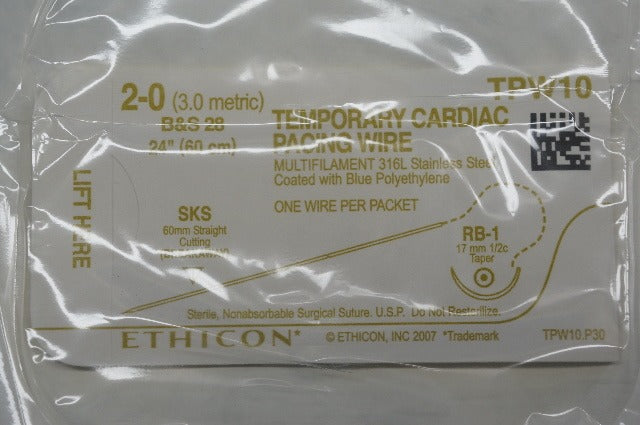 2-0 (3.0 metric)
B&S 28
24" (60 cm)
TPW10
TEMPORARY CARDIAC
PACING WIRE
MULTIFILAMENT 316L Stainless Steel
Coated with Blue Polyethylene
ONE WIRE PER PACKET
LIFT HERE
SKS
60mm Straight
Cutting
(BREAKAWAY)
RB-1
17 mm 1/2c
Taper
Sterile, Nonabsorbable Surgical Suture. U.S.P. Do Not Resterilize.
ETHICON* © ETHICON, INC 2007 *Trademark TPW10.P30